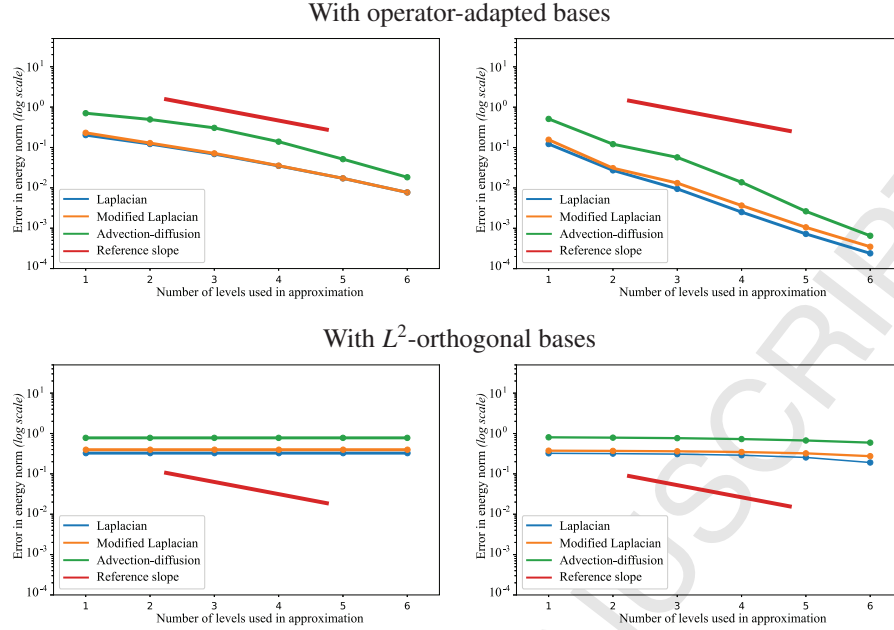 With operator-adapted bases
Error in energy norm (log scale)
10^1
10^0
10^-1
10^-2
10^-3
10^-4
Laplacian
Modified Laplacian
Advection-diffusion
Reference slope
1 2 3 4 5 6
Number of levels used in approximation
Error in energy norm (log scale)
10^1
10^0
10^-1
10^-2
10^-3
10^-4
Laplacian
Modified Laplacian
Advection-diffusion
Reference slope
1 2 3 4 5 6
Number of levels used in approximation
With L^2-orthogonal bases
Error in energy norm (log scale)
10^1
10^0
10^-1
10^-2
10^-3
10^-4
Laplacian
Modified Laplacian
Advection-diffusion
Reference slope
1 2 3 4 5 6
Number of levels used in approximation
Error in energy norm (log scale)
10^1
10^0
10^-1
10^-2
10^-3
10^-4
Laplacian
Modified Laplacian
Advection-diffusion
Reference slope
1 2 3 4 5 6
Number of levels used in approximation
USCRIPT